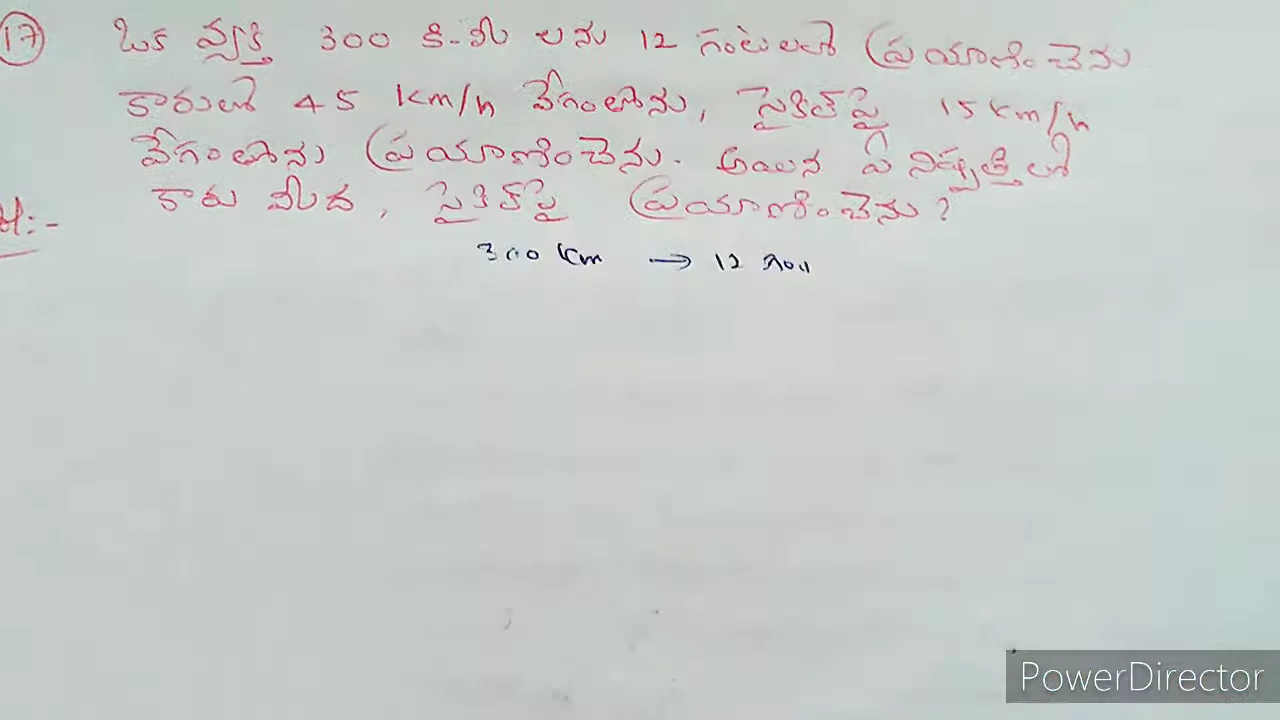 17 ఒక వ్యక్తి 300 కి-మీ లను 12 గంటలలో ప్రయాణించెను
కారులో 45 km/h వేగంతోను, సైకిల్‌పై 15 km/h
వేగంతోను ప్రయాణించెను. అయిన ఏ నిష్పత్తిలో
కారు మీద, సైకిల్‌పై ప్రయాణించెను?
300 km → 12 గం॥
PowerDirector